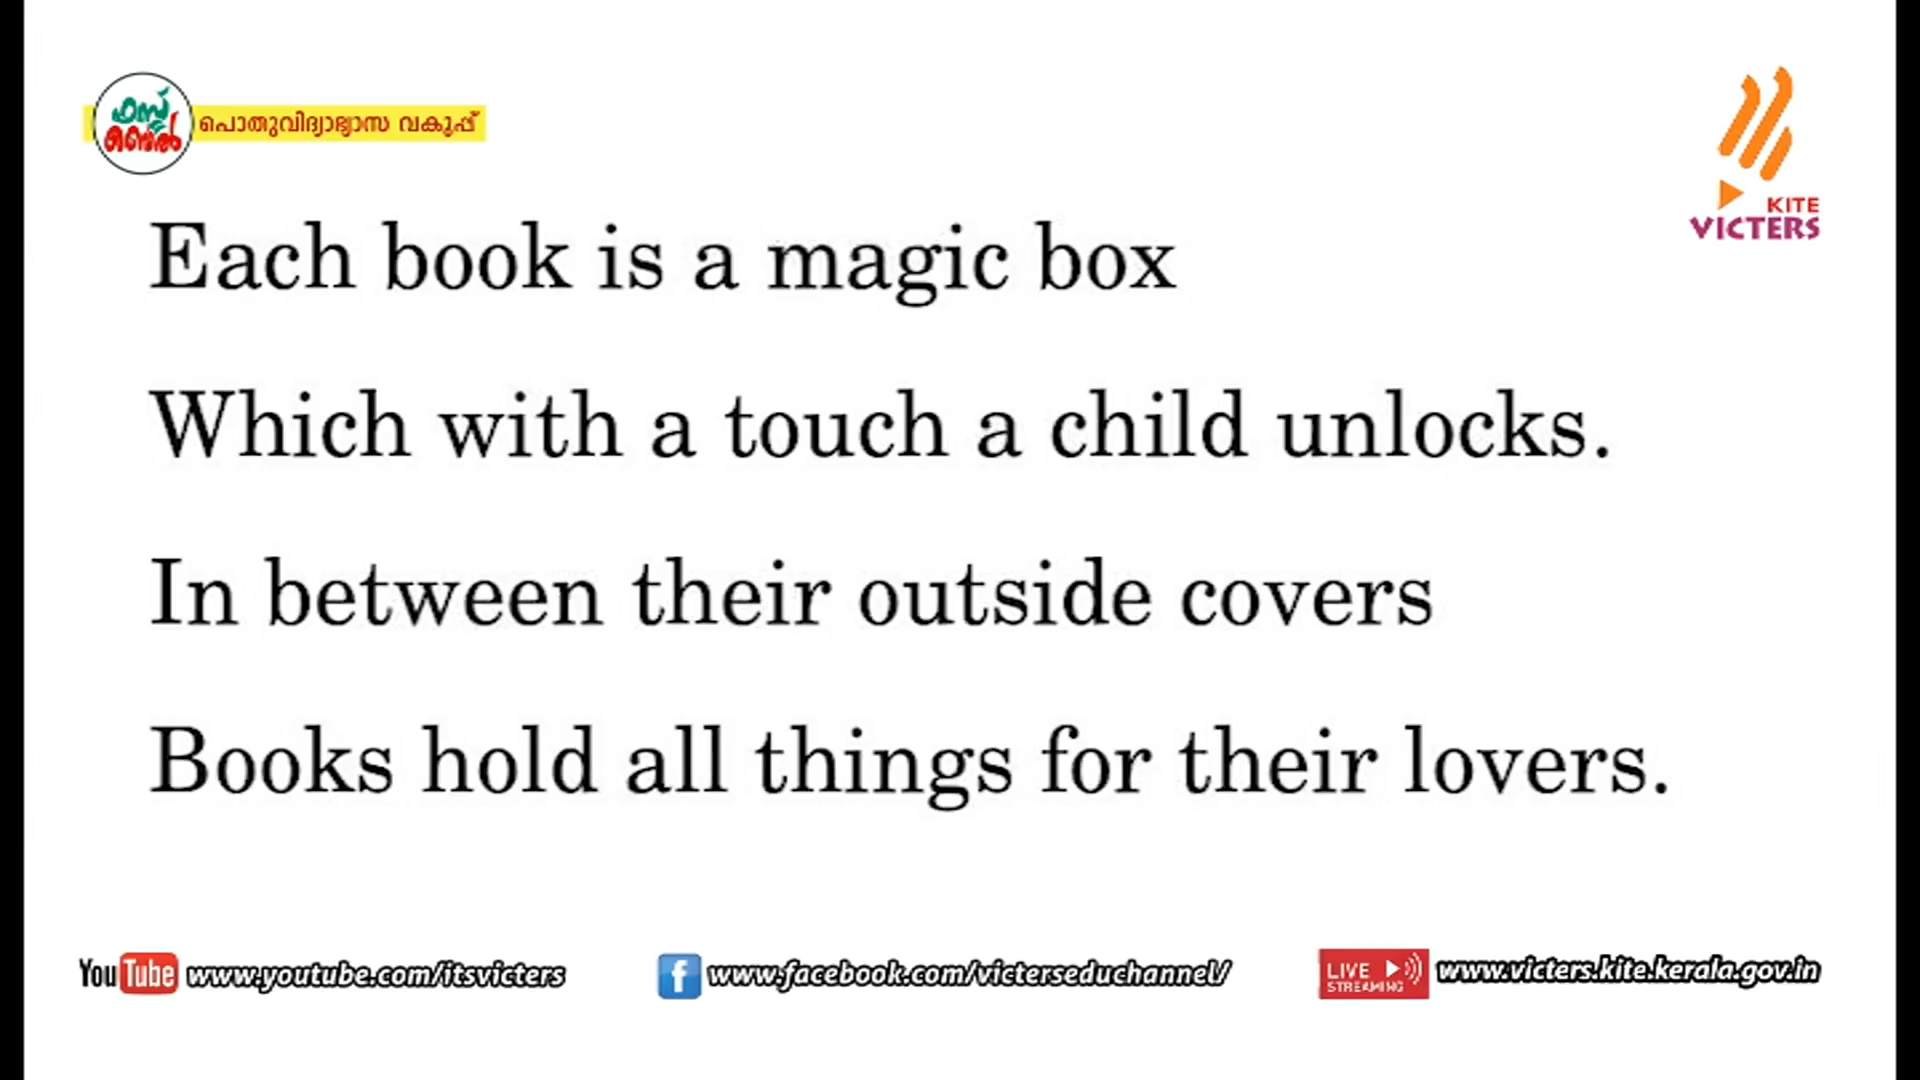 ഫസ്റ്റ്
ബെൽ
പൊതുവിദ്യാഭ്യാസ വകുപ്പ്
KITE
VICTERS
Each book is a magic box
Which with a touch a child unlocks.
In between their outside covers
Books hold all things for their lovers.
You Tube www.youtube.com/itsvicters
f www.facebook.com/victerseduchannel/
LIVE STREAMING www.victers.kite.kerala.gov.in